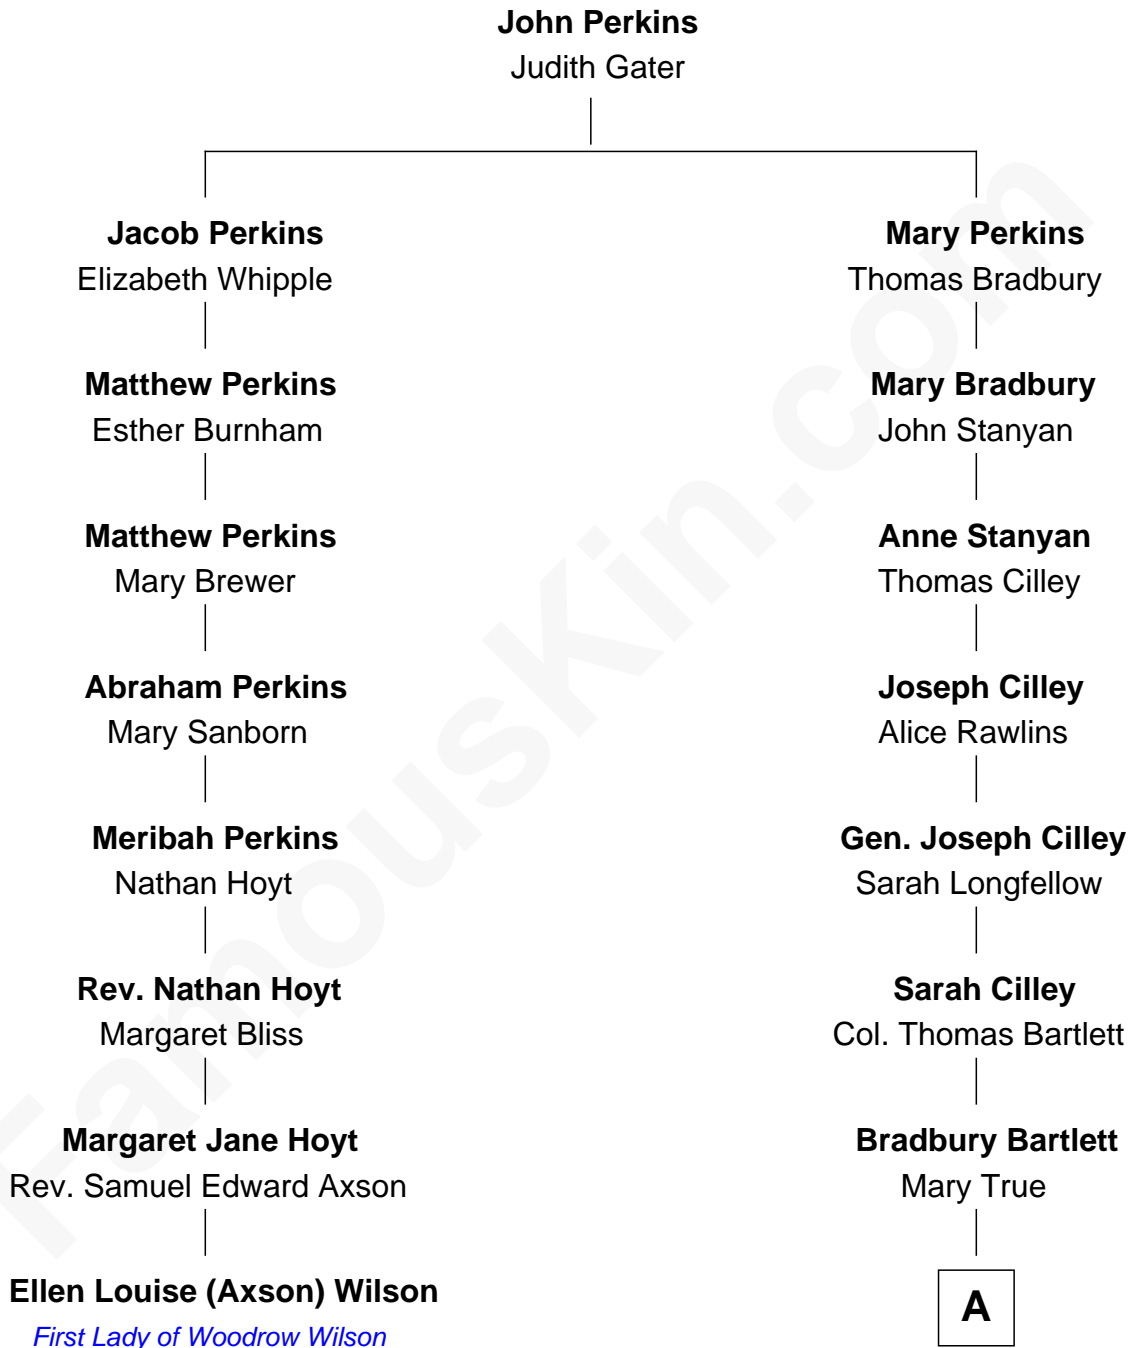 John Perkins
Judith Gater
Jacob Perkins
Elizabeth Whipple
Mary Perkins
Thomas Bradbury
Matthew Perkins
Esther Burnham
Mary Bradbury
John Stanyan
Matthew Perkins
Mary Brewer
Anne Stanyan
Thomas Cilley
Abraham Perkins
Mary Sanborn
Joseph Cilley
Alice Rawlins
Meribah Perkins
Nathan Hoyt
Gen. Joseph Cilley
Sarah Longfellow
Rev. Nathan Hoyt
Margaret Bliss
Sarah Cilley
Col. Thomas Bartlett
Margaret Jane Hoyt
Rev. Samuel Edward Axson
Bradbury Bartlett
Mary True
Ellen Louise (Axson) Wilson
First Lady of Woodrow Wilson
A
FamousKin.com